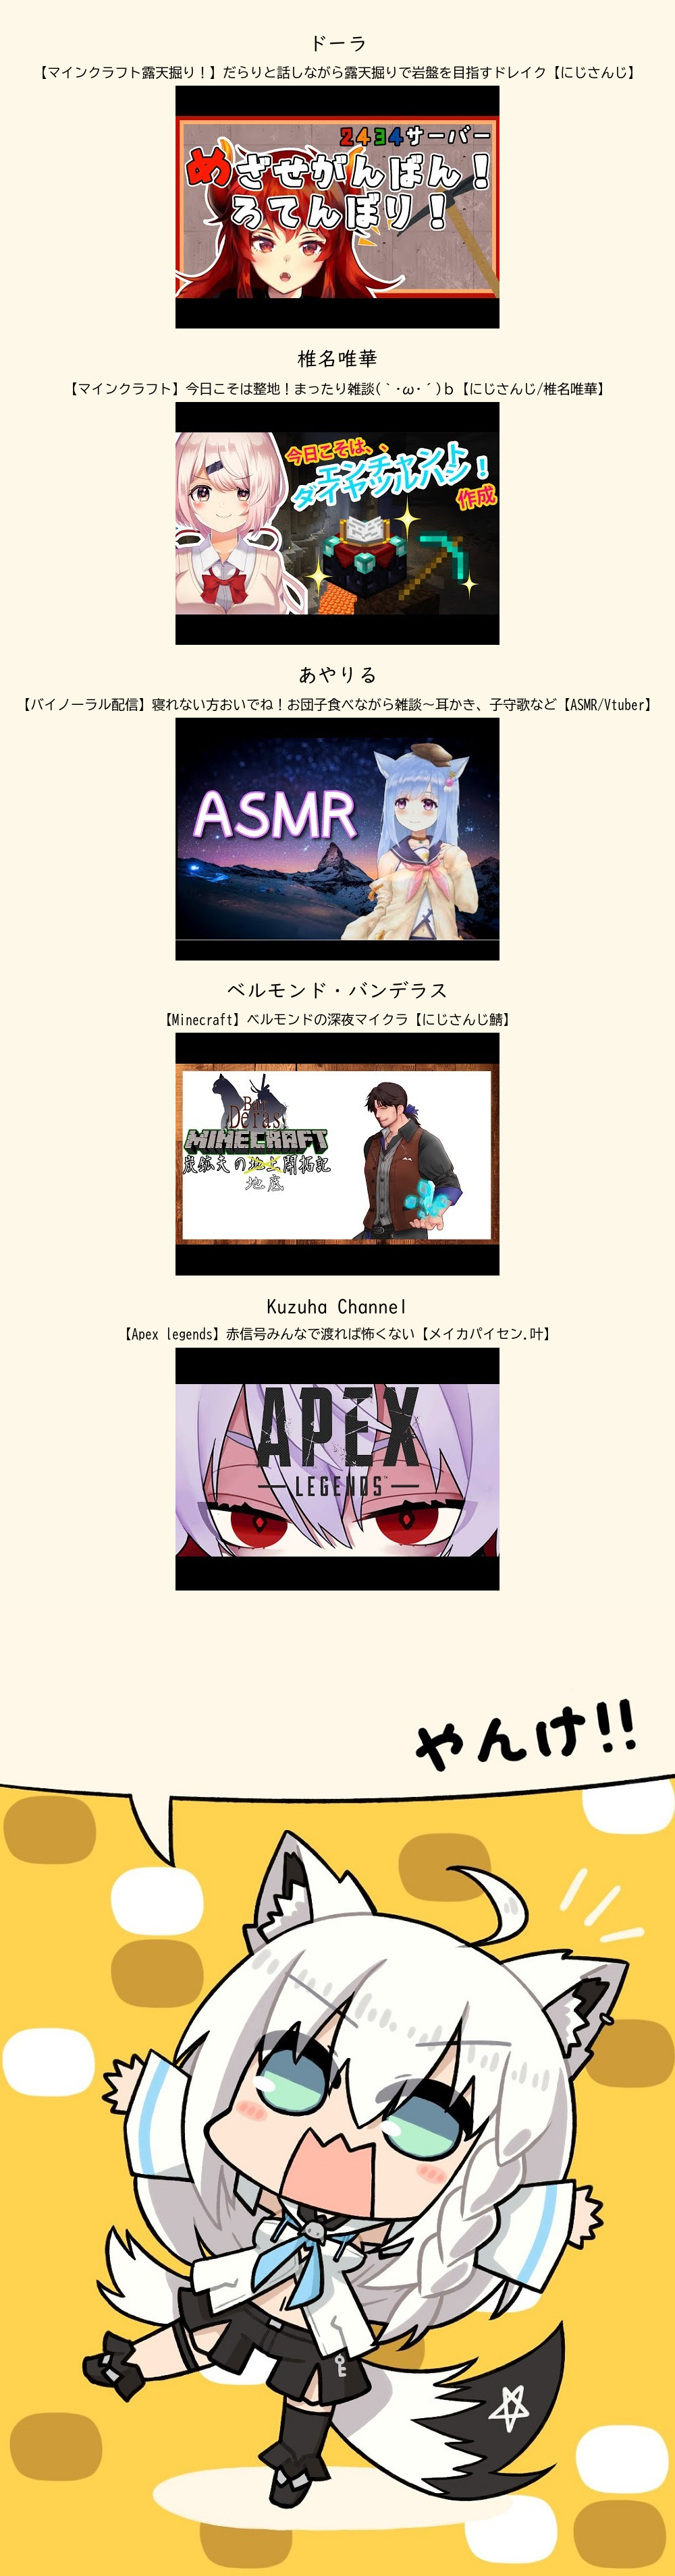 ドーラ
【マインクラフト露天掘り！】だらりと話しながら露天掘りで岩盤を目指すドレイク【にじさんじ】
2434サーバー
めざせがんばん！
ろてんぼり！
椎名唯華
【マインクラフト】今日こそは整地！まったり雑談(｀･ω･´)ｂ【にじさんじ/椎名唯華】
今日こそは、、
エンチャント
ダイヤツルハシ！
作成
あやりる
【バイノーラル配信】寝れない方おいでね！お団子食べながら雑談～耳かき、子守歌など【ASMR/Vtuber】
ASMR
ベルモンド・バンデラス
【Minecraft】ベルモンドの深夜マイクラ【にじさんじ鯖】
Bar
Deras
MINECRAFT
炭鉱夫の地上開拓記
地底
Kuzuha Channel
【Apex legends】赤信号みんなで渡れば怖くない【メイカパイセン.叶】
APEX
LEGENDS
やんけ!!